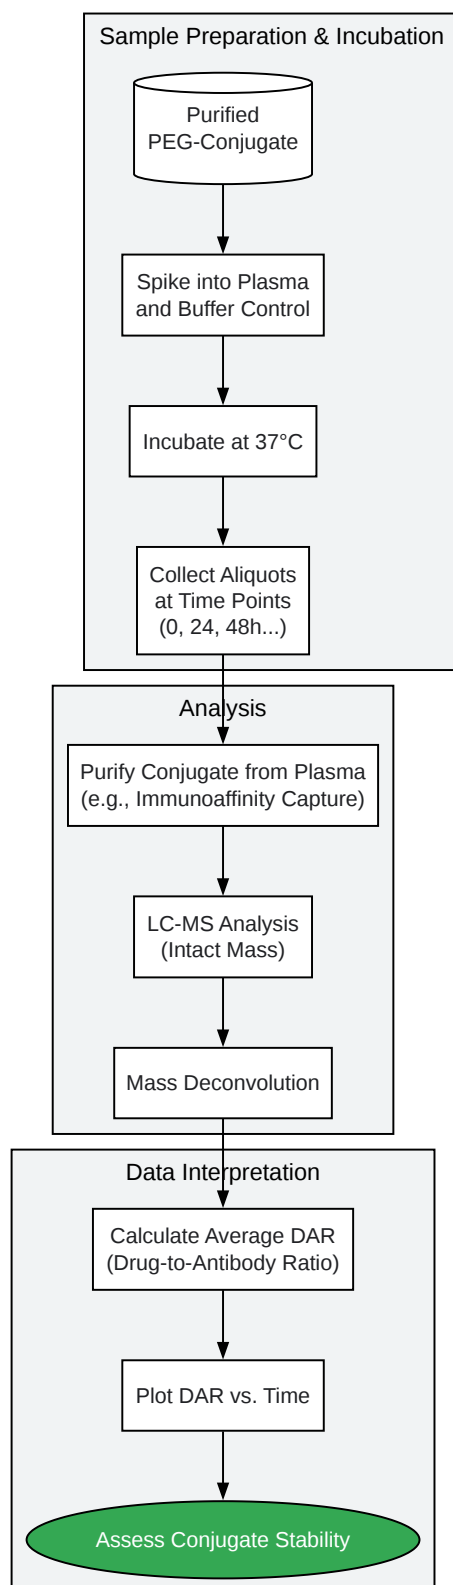 Sample Preparation & Incubation
Purified
PEG-Conjugate
Spike into Plasma
and Buffer Control
Incubate at 37°C
Collect Aliquots
at Time Points
(0, 24, 48h...)
Analysis
Purify Conjugate from Plasma
(e.g., Immunoaffinity Capture)
LC-MS Analysis
(Intact Mass)
Mass Deconvolution
Data Interpretation
Calculate Average DAR
(Drug-to-Antibody Ratio)
Plot DAR vs. Time
Assess Conjugate Stability